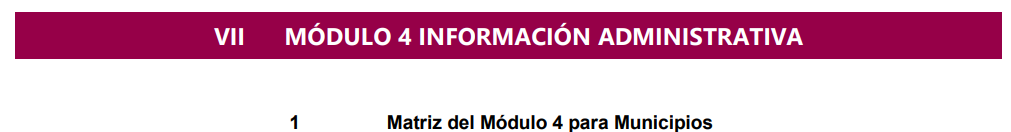 VII MÓDULO 4 INFORMACIÓN ADMINISTRATIVA
1 Matriz del Módulo 4 para Municipios